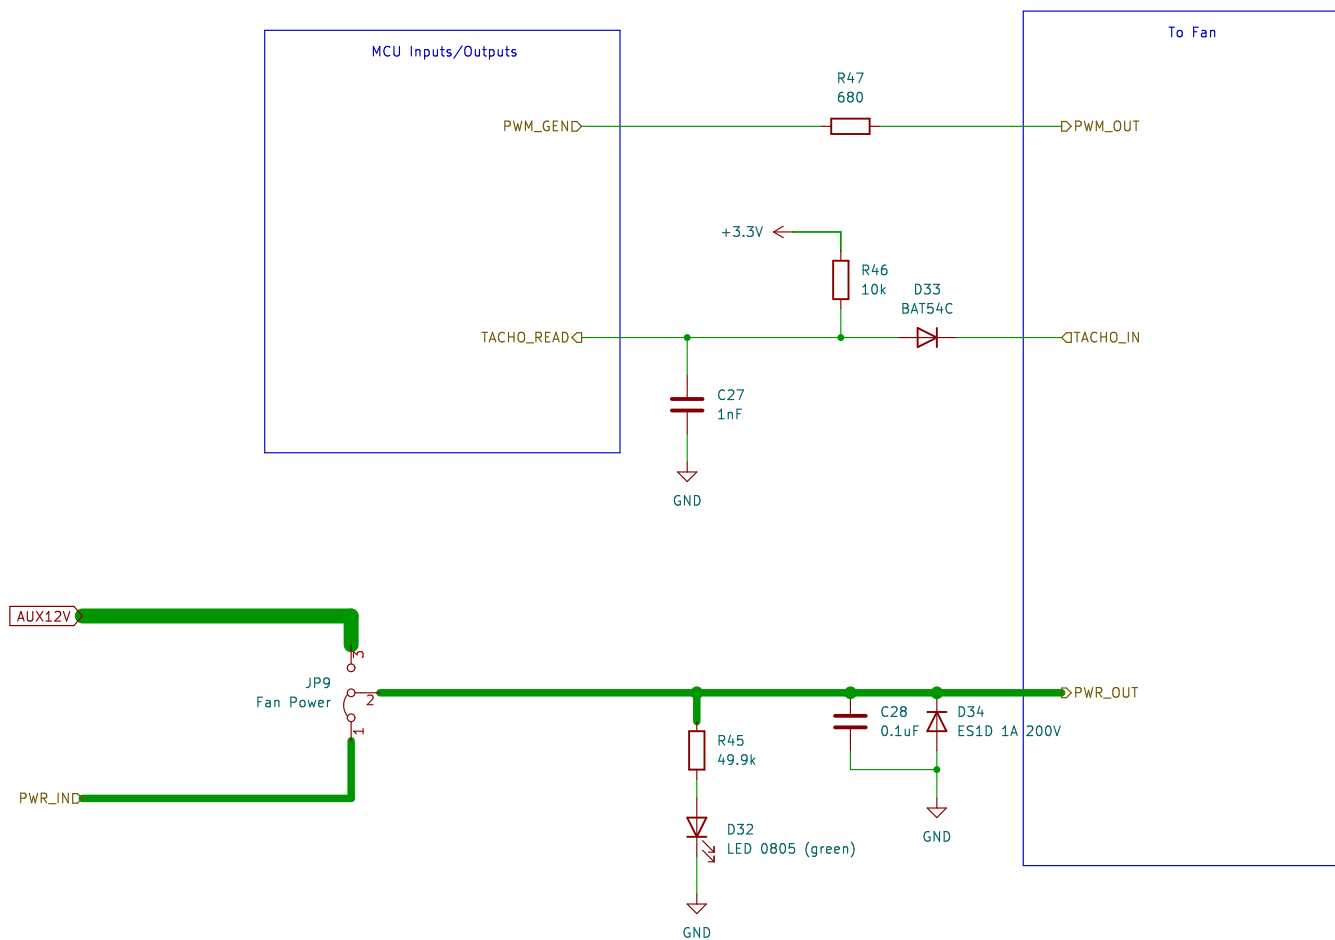 To Fan
MCU Inputs/Outputs
R47
680
PWM_GEN
PWM_OUT
+3.3V
R46
10k
D33
BAT54C
TACHO_READ
TACHO_IN
C27
1nF
GND
AUX12V
3
JP9
Fan Power
2
1
PWR_OUT
C28
0.1uF
D34
ES1D 1A 200V
R45
49.9k
PWR_IN
D32
LED 0805 (green)
GND
GND